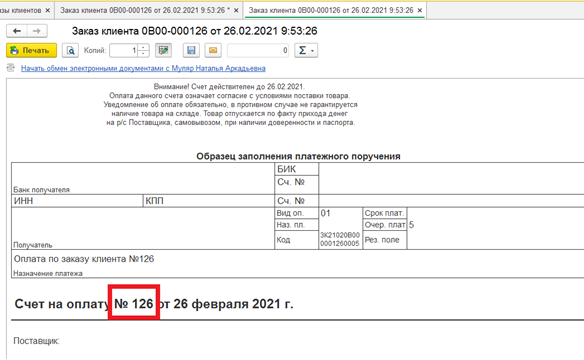 зы клиентов × Заказ клиента 0В00-000126 от 26.02.2021 9:53:26 * × Заказ клиента 0В00-000126 от 26.02.2021 9:53:26 ×
Заказ клиента 0В00-000126 от 26.02.2021 9:53:26
Печать Копий: 1 0 Σ
Начать обмен электронными документами с Муляр Наталья Аркадьевна
Внимание! Счет действителен до 26.02.2021.
Оплата данного счета означает согласие с условиями поставки товара.
Уведомление об оплате обязательно, в противном случае не гарантируется
наличие товара на складе. Товар отпускается по факту прихода денег
на р/с Поставщика, самовывозом, при наличии доверенности и паспорта.
Образец заполнения платежного поручения
БИК
Сч. №
Банк получателя
ИНН КПП Сч. №
Вид оп. 01 Срок плат.
Наз. пл. Очер. плат 5
Код 3К21020В00 0001260005 Рез. поле
Получатель
Оплата по заказу клиента №126
Назначение платежа
Счет на оплату № 126 от 26 февраля 2021 г.
Поставщик: